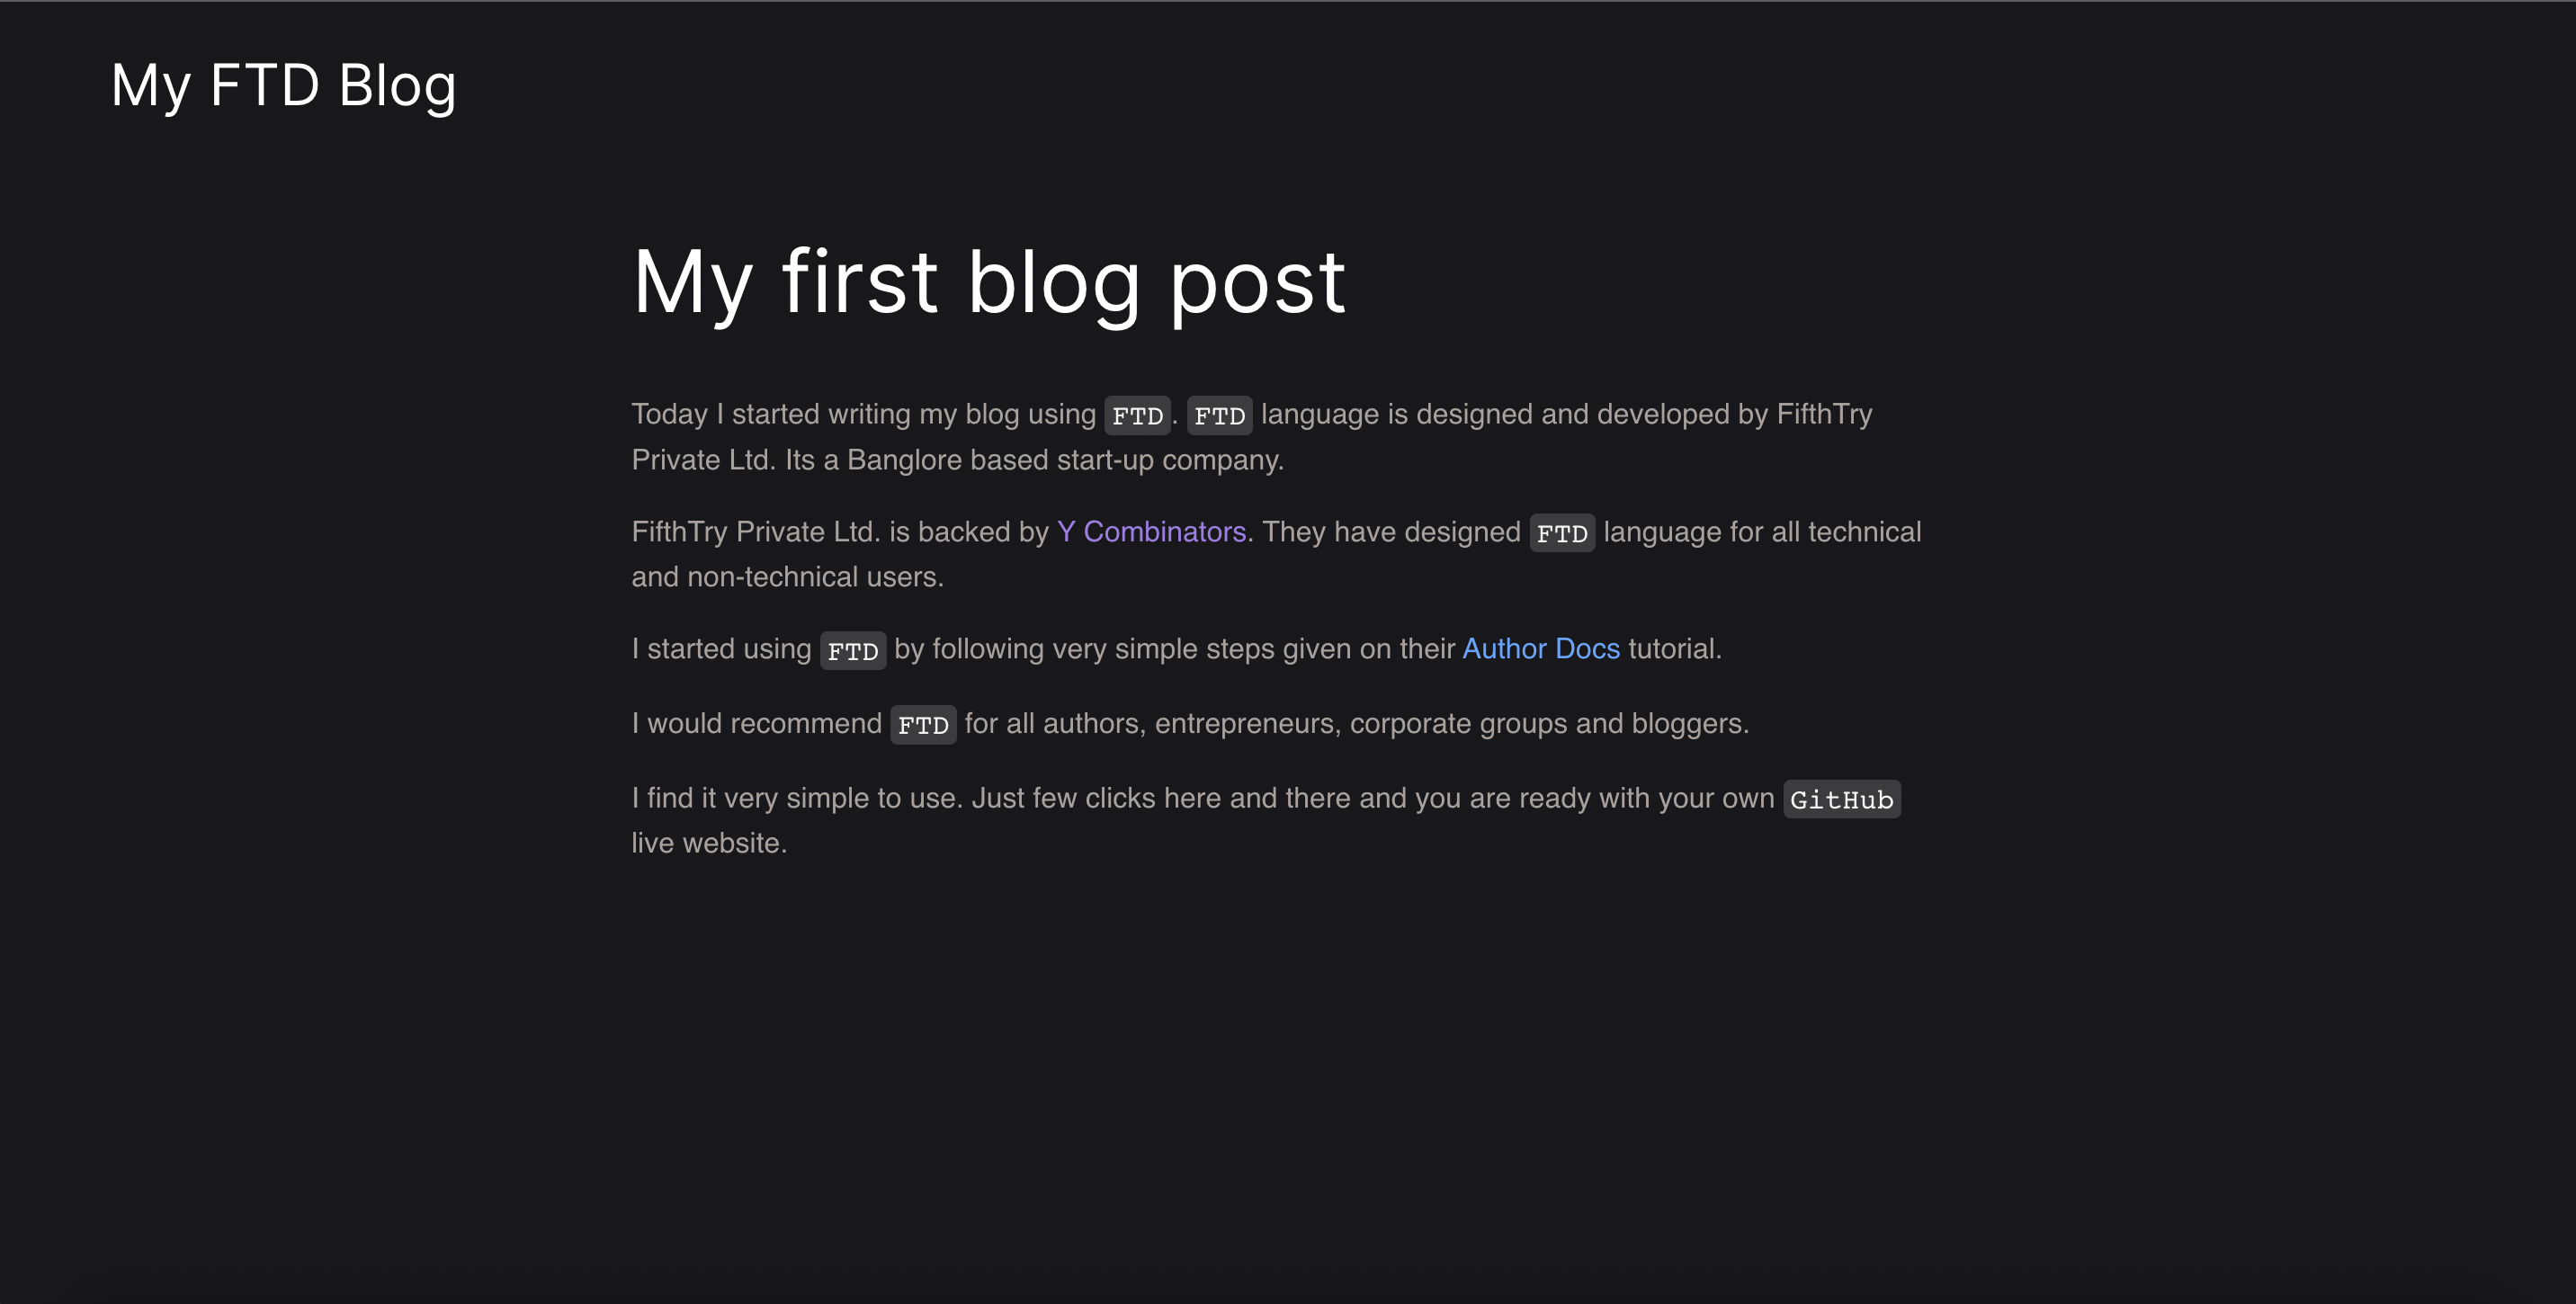 My FTD Blog
My first blog post
Today I started writing my blog using FTD. FTD language is designed and developed by FifthTry
Private Ltd. Its a Banglore based start-up company.
FifthTry Private Ltd. is backed by Y Combinators. They have designed FTD language for all technical
and non-technical users.
I started using FTD by following very simple steps given on their Author Docs tutorial.
I would recommend FTD for all authors, entrepreneurs, corporate groups and bloggers.
I find it very simple to use. Just few clicks here and there and you are ready with your own GitHub
live website.